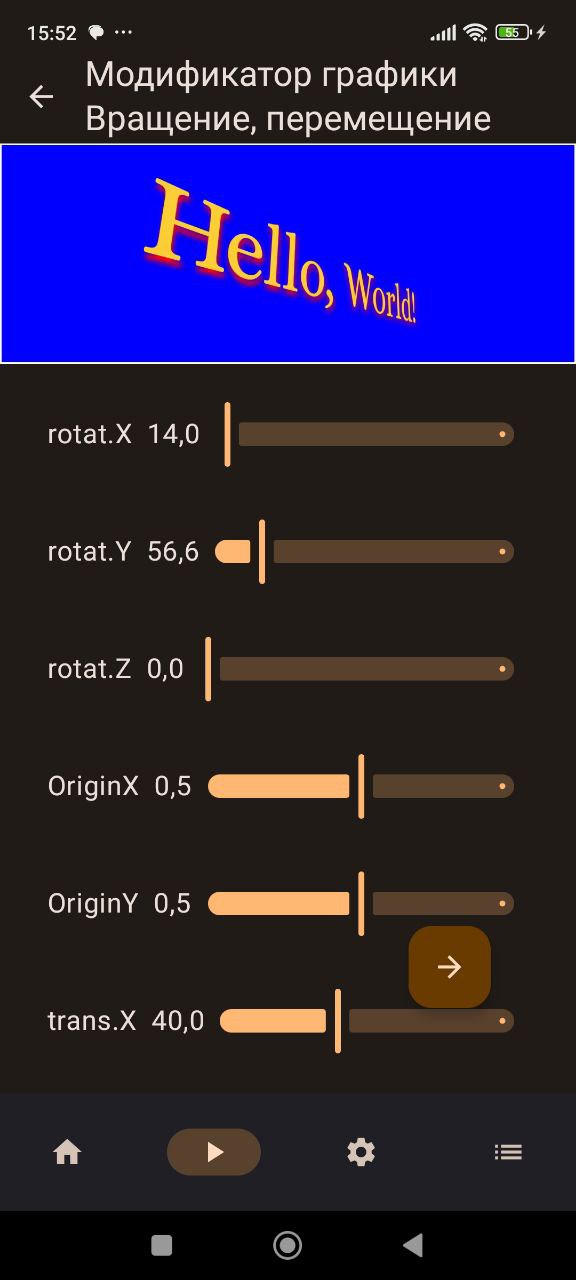 15:52
55
Модификатор графики
Вращение, перемещение
Hello, World!
rotat.X 14,0
rotat.Y 56,6
rotat.Z 0,0
OriginX 0,5
OriginY 0,5
trans.X 40,0